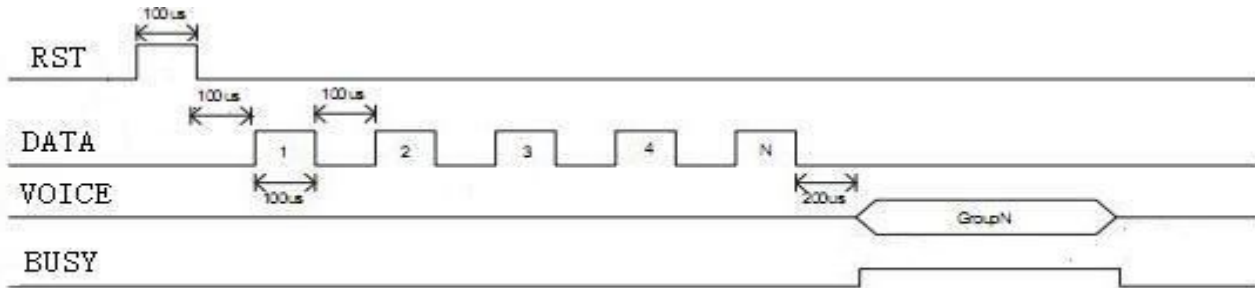 100us
RST
100us 100us
DATA 1 2 3 4 N
100us 200us
VOICE GroupN
BUSY